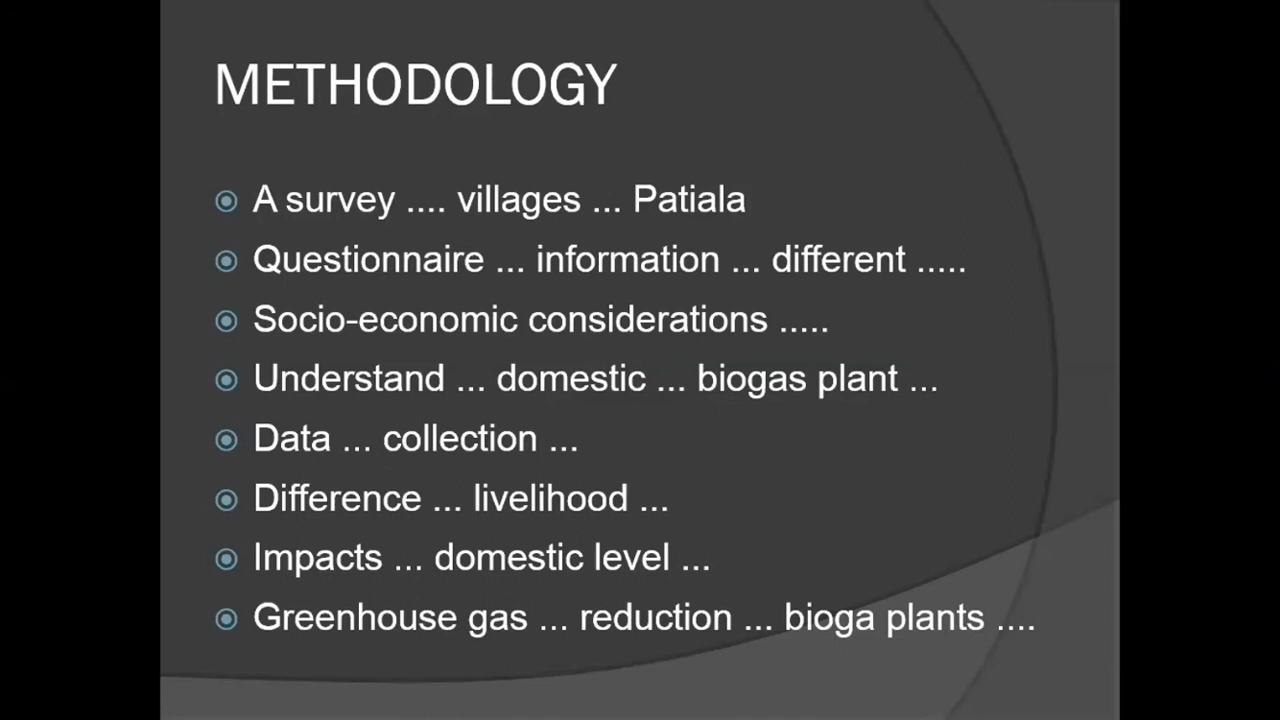 METHODOLOGY
A survey .... villages ... Patiala
Questionnaire ... information ... different .....
Socio-economic considerations .....
Understand ... domestic ... biogas plant ...
Data ... collection ...
Difference ... livelihood ...
Impacts ... domestic level ...
Greenhouse gas ... reduction ... bioga plants ....